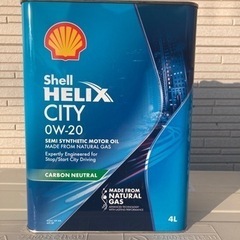 Shell
HELIX
CITY
0W-20
SEMI SYNTHETIC MOTOR OIL
MADE FROM NATURAL GAS
Expertly Engineered for
Stop/Start City Driving
CARBON NEUTRAL
MADE FROM
NATURAL
GAS
4L